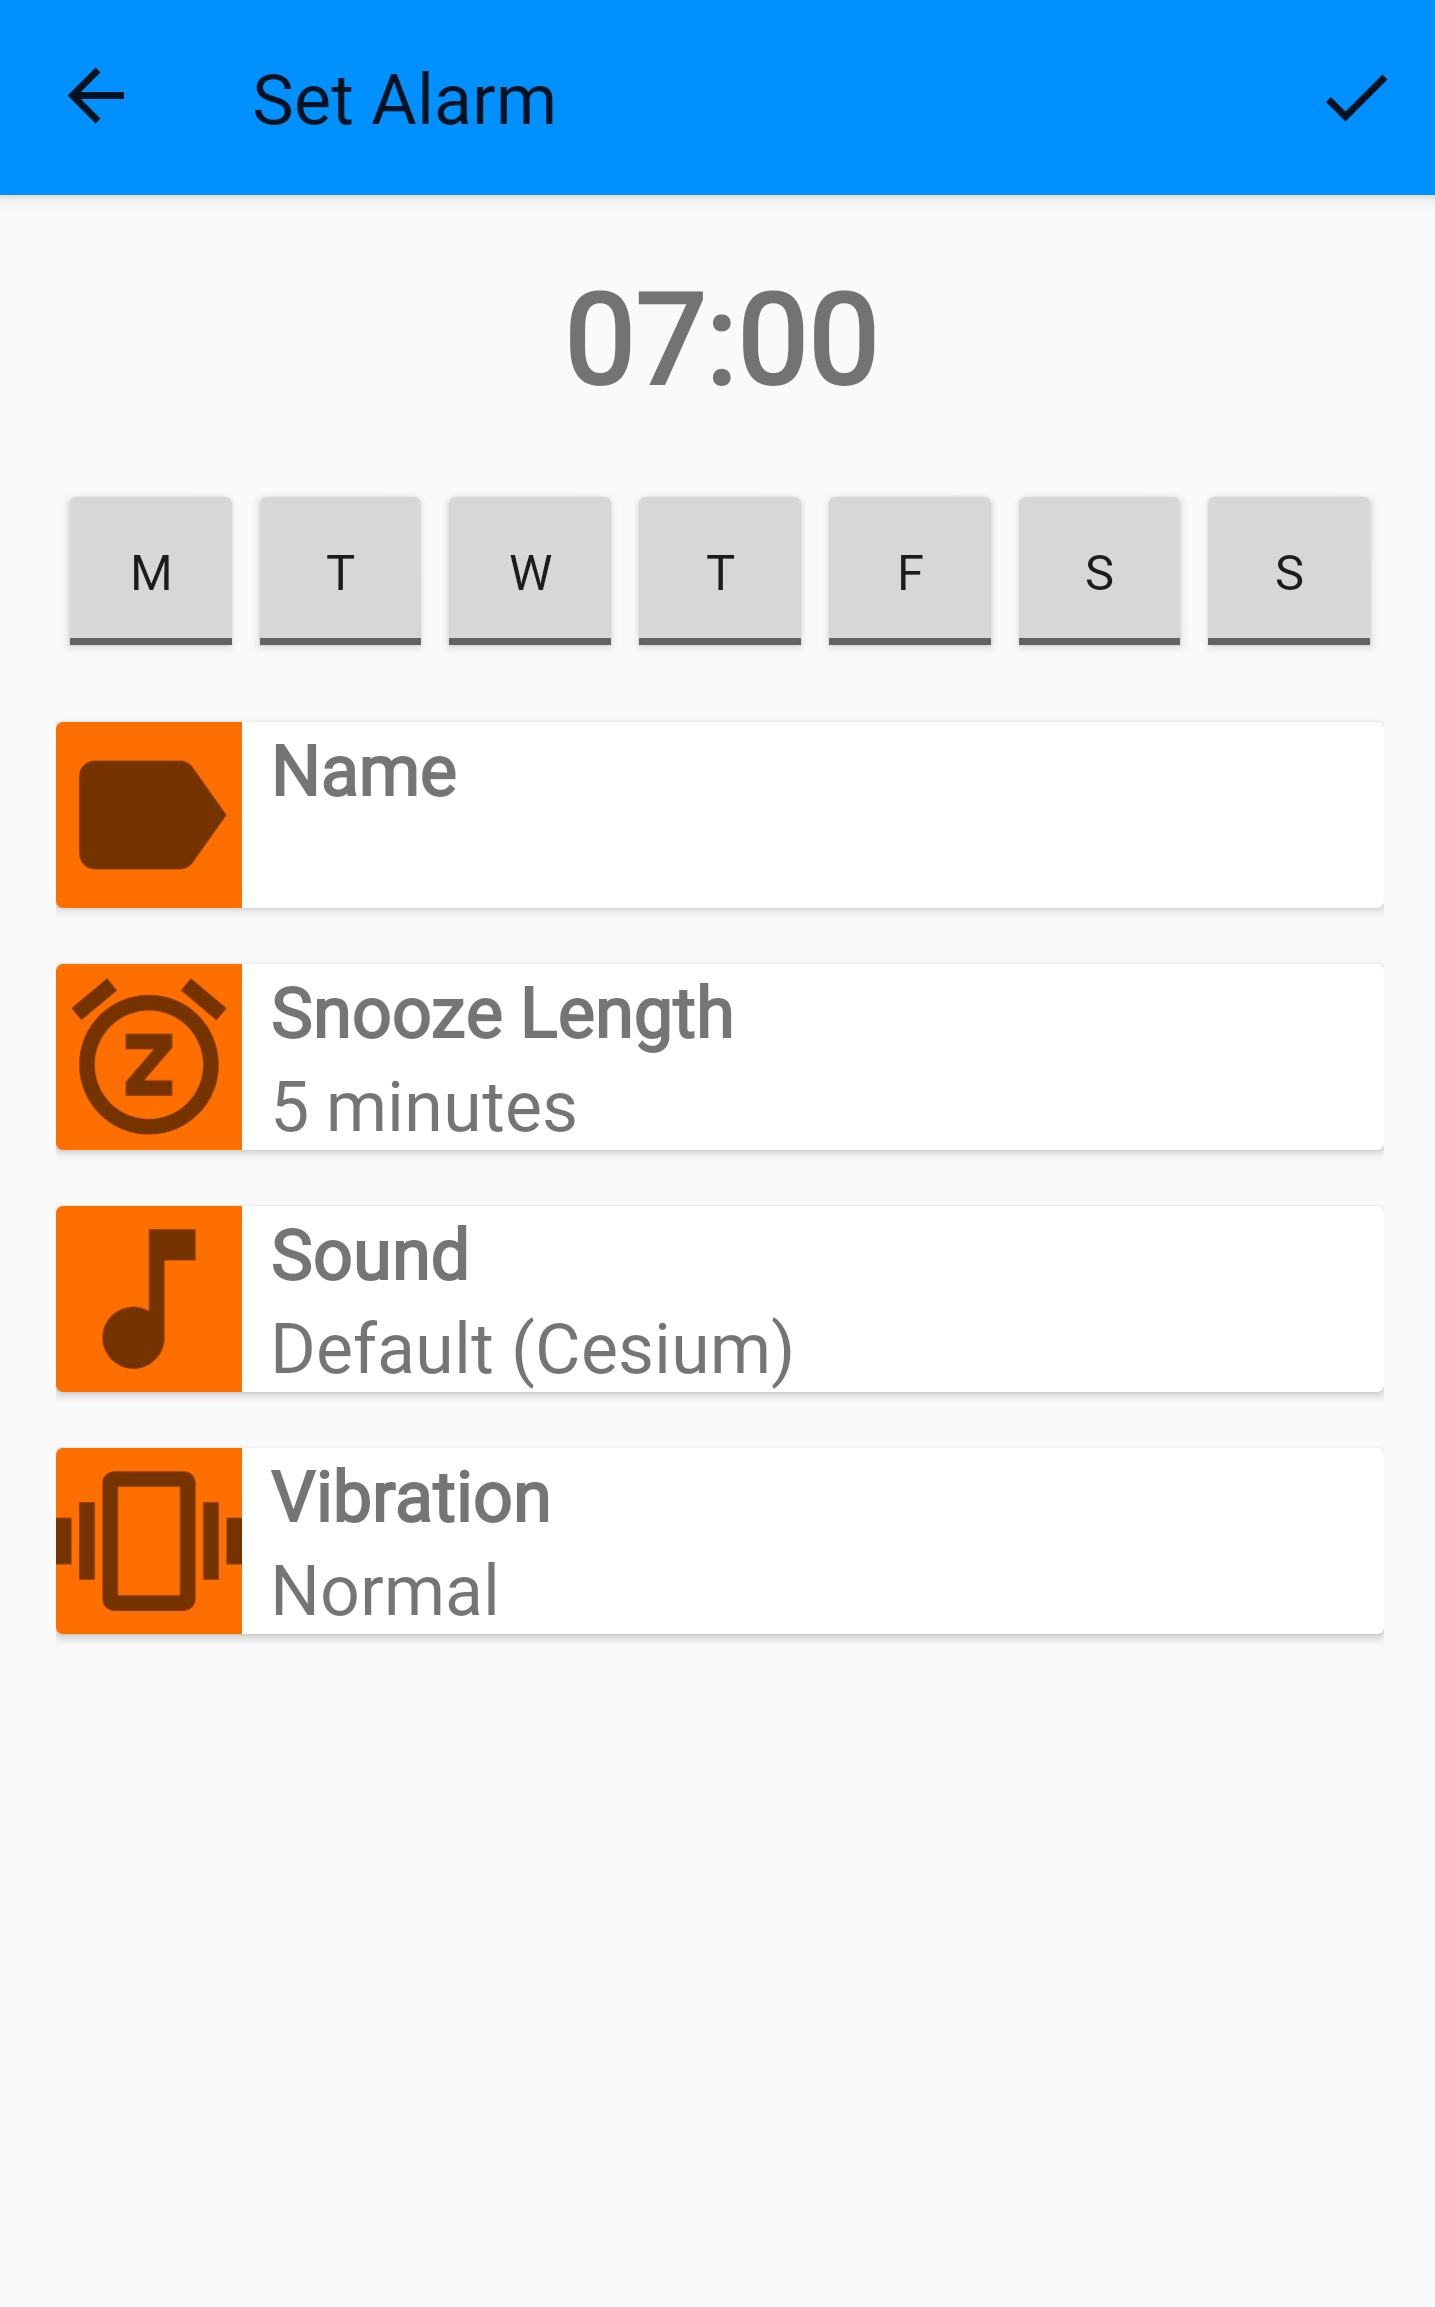 Set Alarm
07:00
M T W T F S S
Name
Snooze Length
5 minutes
Sound
Default (Cesium)
Vibration
Normal